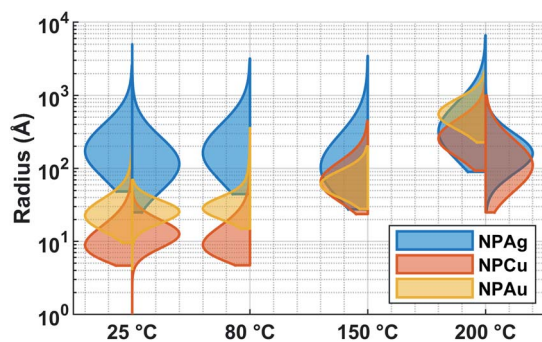 10⁴
10³
10²
10¹
10⁰
Radius (Å)
25 °C 80 °C 150 °C 200 °C
NPAg
NPCu
NPAu